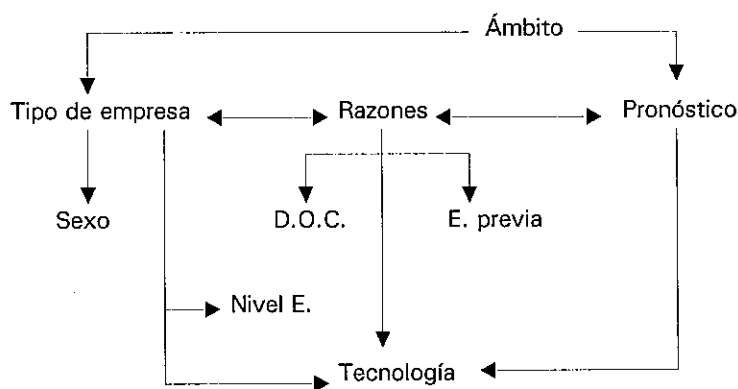 Ámbito
Tipo de empresa
Razones
Pronóstico
Sexo
D.O.C.
E. previa
Nivel E.
Tecnología